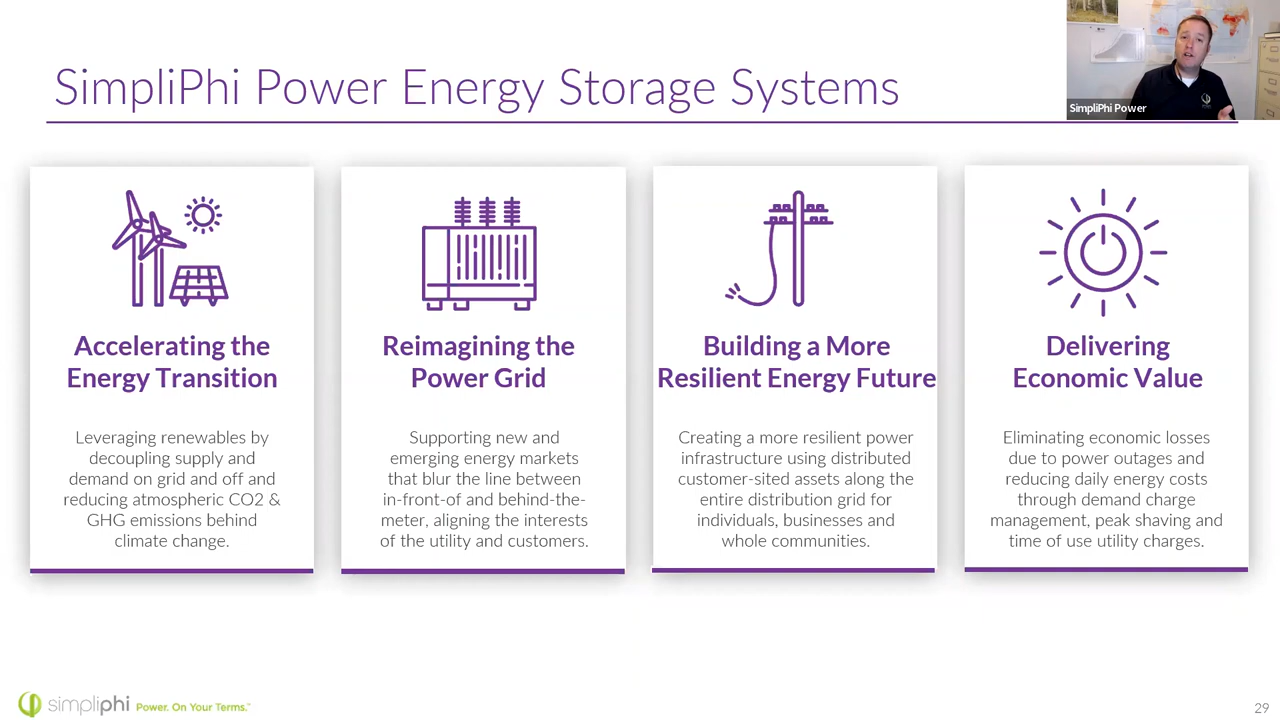 SimpliPhi Power Energy Storage Systems
SimpliPhi Power
Accelerating the
Energy Transition
Leveraging renewables by
decoupling supply and
demand on grid and off and
reducing atmospheric CO2 &
GHG emissions behind
climate change.
Reimagining the
Power Grid
Supporting new and
emerging energy markets
that blur the line between
in-front-of and behind-the-
meter, aligning the interests
of the utility and customers.
Building a More
Resilient Energy Future
Creating a more resilient power
infrastructure using distributed
customer-sited assets along the
entire distribution grid for
individuals, businesses and
whole communities.
Delivering
Economic Value
Eliminating economic losses
due to power outages and
reducing daily energy costs
through demand charge
management, peak shaving and
time of use utility charges.
simpliphi Power. On Your Terms.™
29